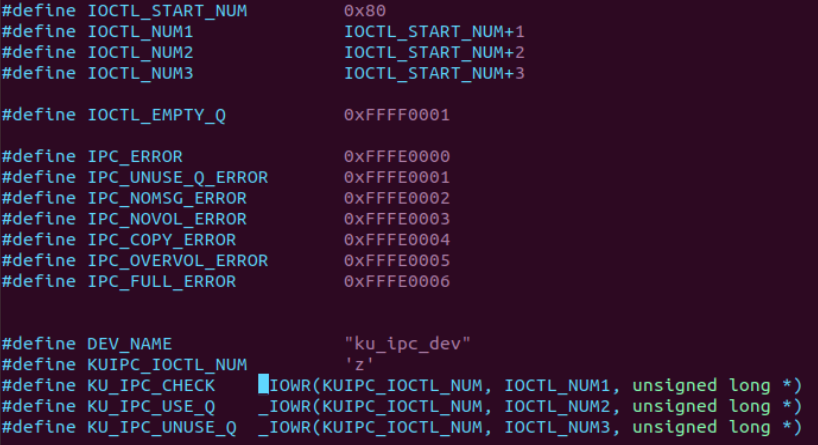 #define IOCTL_START_NUM 0x80
#define IOCTL_NUM1 IOCTL_START_NUM+1
#define IOCTL_NUM2 IOCTL_START_NUM+2
#define IOCTL_NUM3 IOCTL_START_NUM+3
#define IOCTL_EMPTY_Q 0xFFFF0001
#define IPC_ERROR 0xFFFE0000
#define IPC_UNUSE_Q_ERROR 0xFFFE0001
#define IPC_NOMSG_ERROR 0xFFFE0002
#define IPC_NOVOL_ERROR 0xFFFE0003
#define IPC_COPY_ERROR 0xFFFE0004
#define IPC_OVERVOL_ERROR 0xFFFE0005
#define IPC_FULL_ERROR 0xFFFE0006
#define DEV_NAME "ku_ipc_dev"
#define KUIPC_IOCTL_NUM 'z'
#define KU_IPC_CHECK _IOWR(KUIPC_IOCTL_NUM, IOCTL_NUM1, unsigned long *)
#define KU_IPC_USE_Q _IOWR(KUIPC_IOCTL_NUM, IOCTL_NUM2, unsigned long *)
#define KU_IPC_UNUSE_Q _IOWR(KUIPC_IOCTL_NUM, IOCTL_NUM3, unsigned long *)